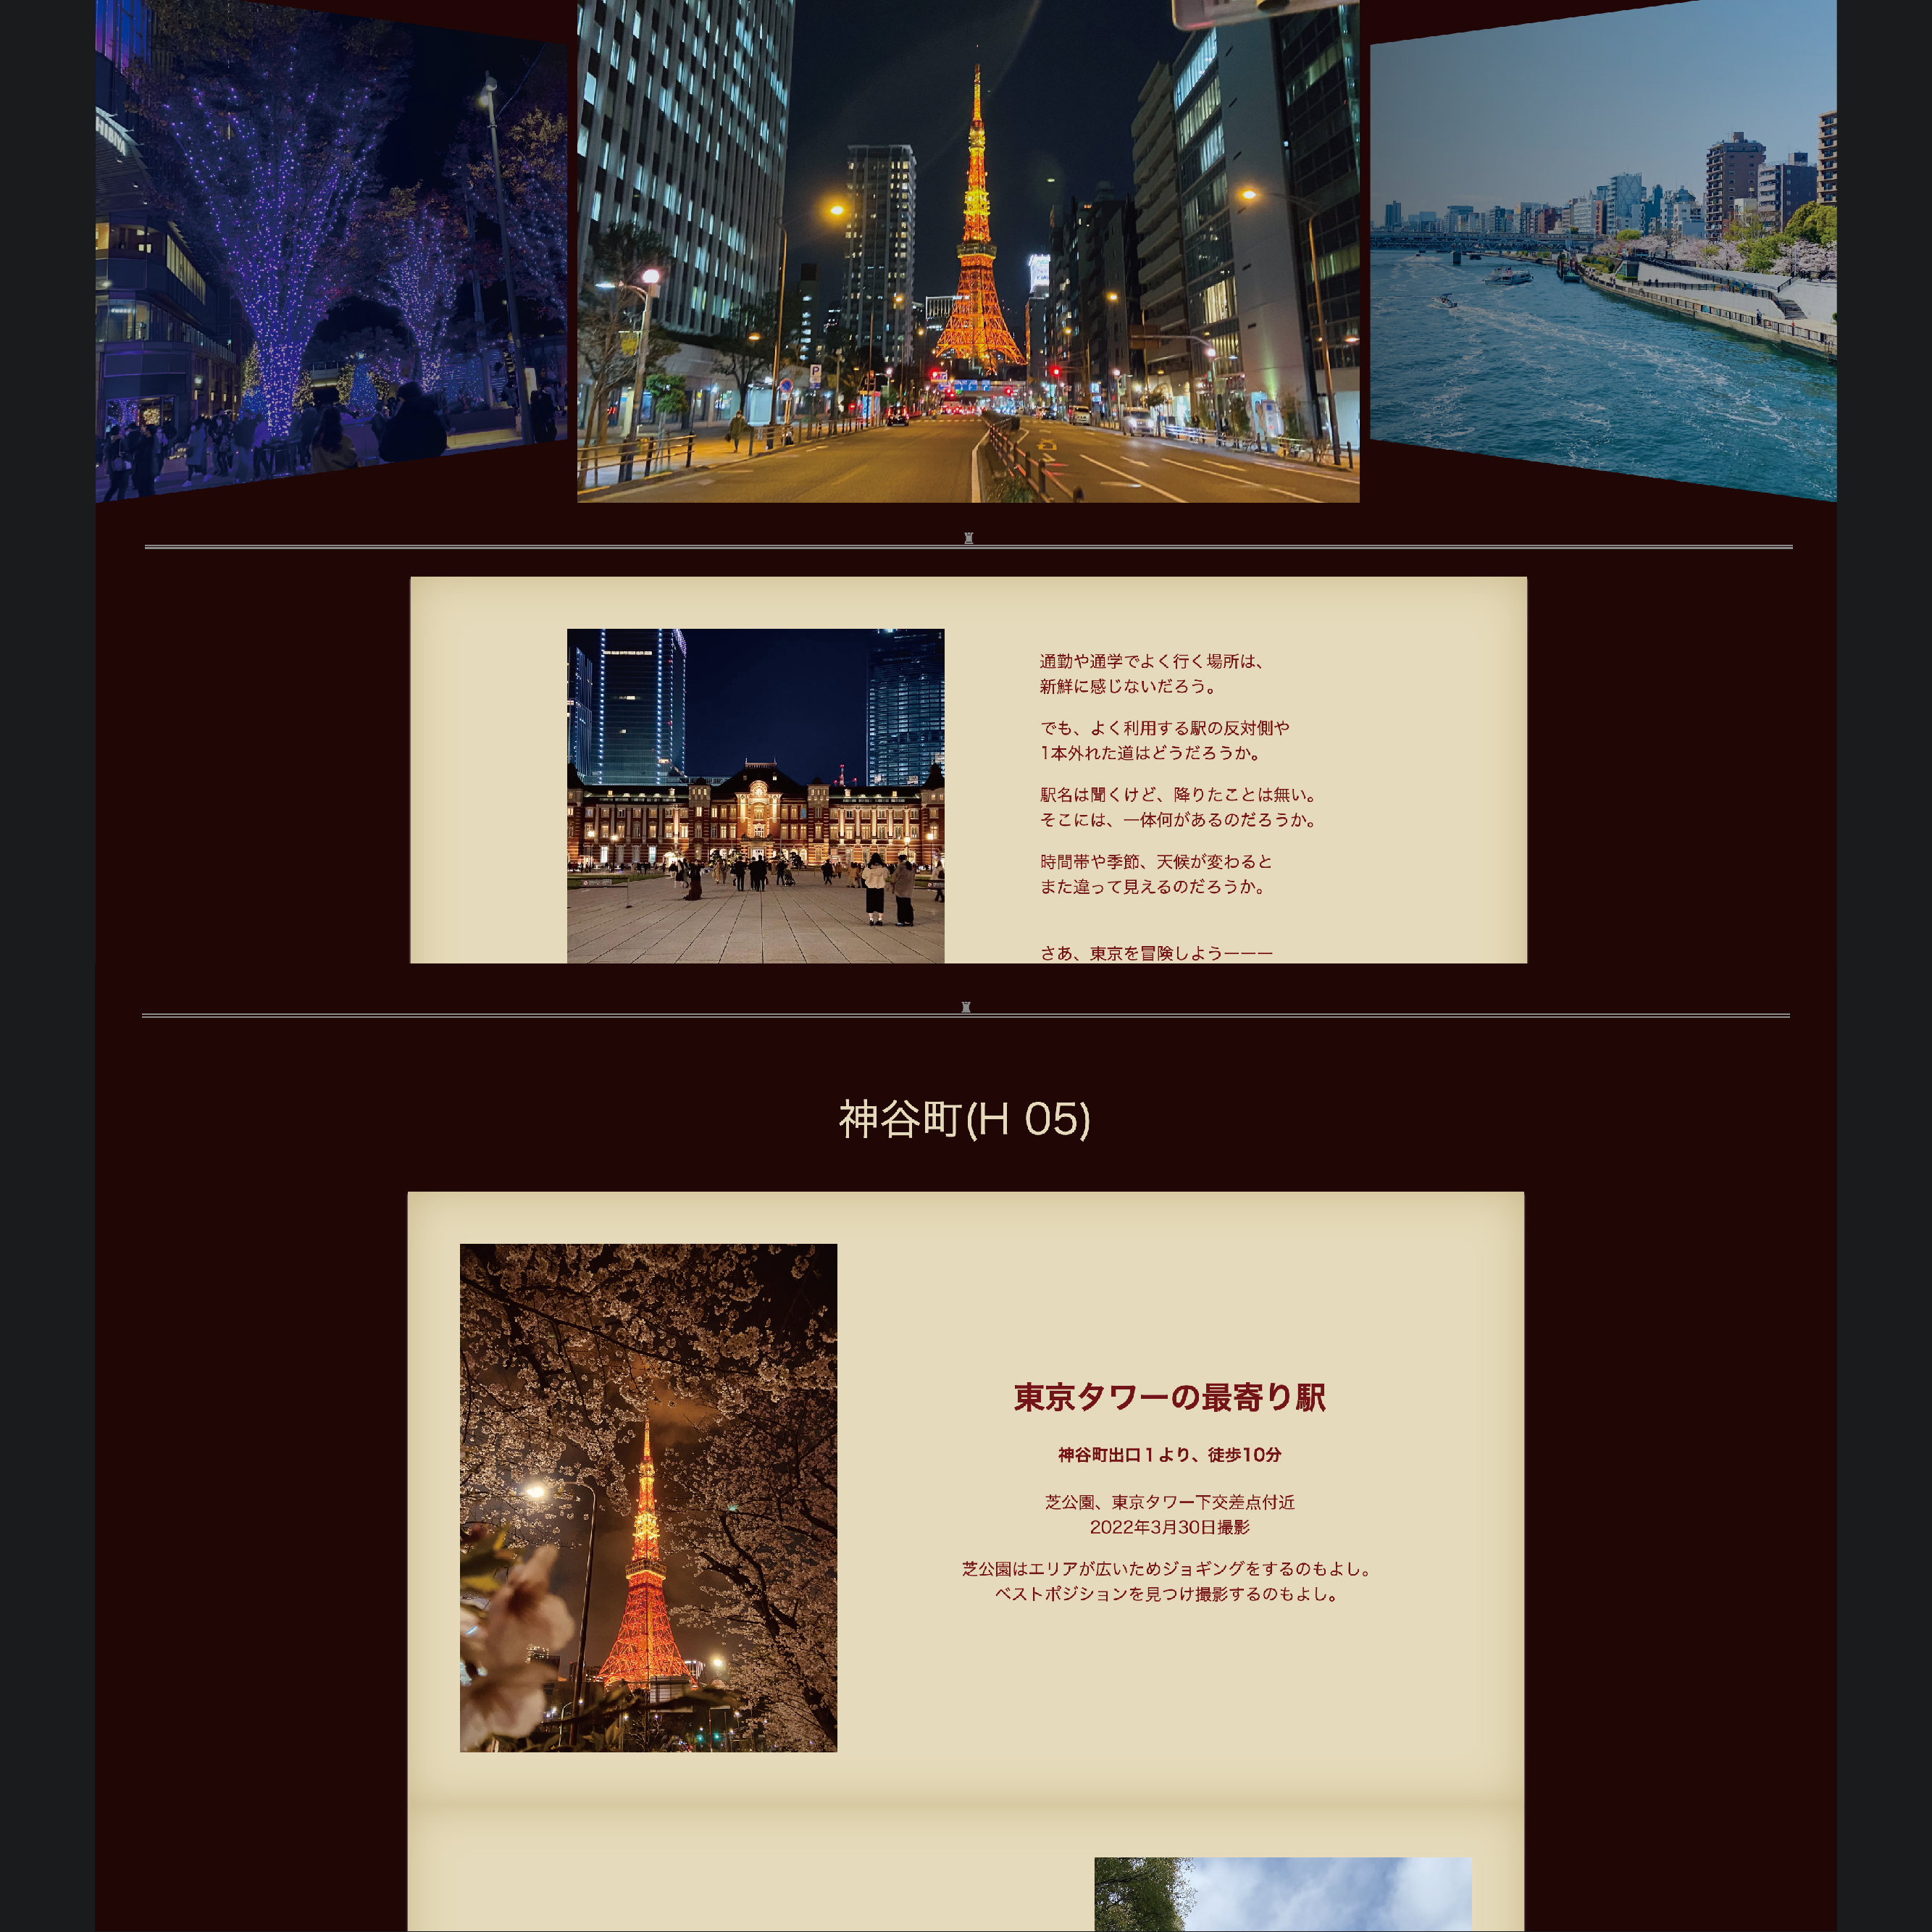 P
通勤や通学でよく行く場所は、
新鮮に感じないだろう。
でも、よく利用する駅の反対側や
1本外れた道はどうだろうか。
駅名は聞くけど、降りたことは無い。
そこには、一体何があるのだろうか。
時間帯や季節、天候が変わると
また違って見えるのだろうか。
さあ、東京を冒険しようーーー
神谷町(H 05)
東京タワーの最寄り駅
神谷町出口１より、徒歩10分
芝公園、東京タワー下交差点付近
2022年3月30日撮影
芝公園はエリアが広いためジョギングをするのもよし。
ベストポジションを見つけ撮影するのもよし。